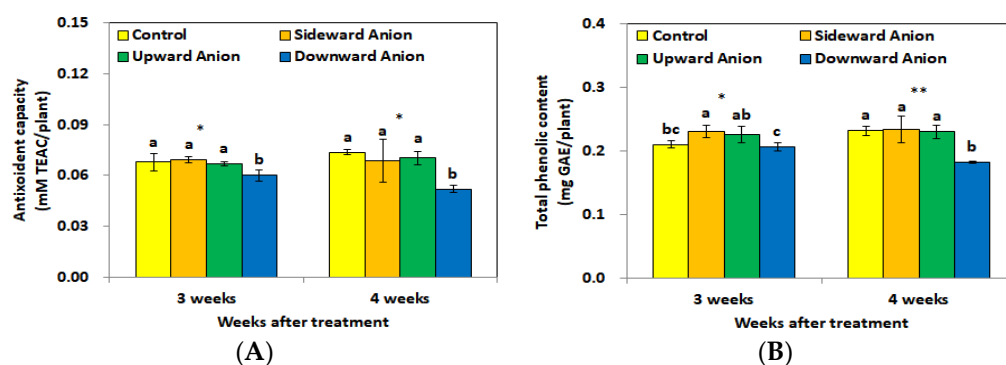 0.15
0.12
0.09
0.06
0.03
0.00
Antixoident capacity
(mM TEAC/plant)
Control
Sideward Anion
Upward Anion
Downward Anion
*
a a a b
*
a a a b
3 weeks
4 weeks
Weeks after treatment
(A)
0.4
0.3
0.2
0.1
0.0
Total phenolic content
(mg GAE/plant)
Control
Sideward Anion
Upward Anion
Downward Anion
*
bc a ab c
**
a a a b
3 weeks
4 weeks
Weeks after treatment
(B)